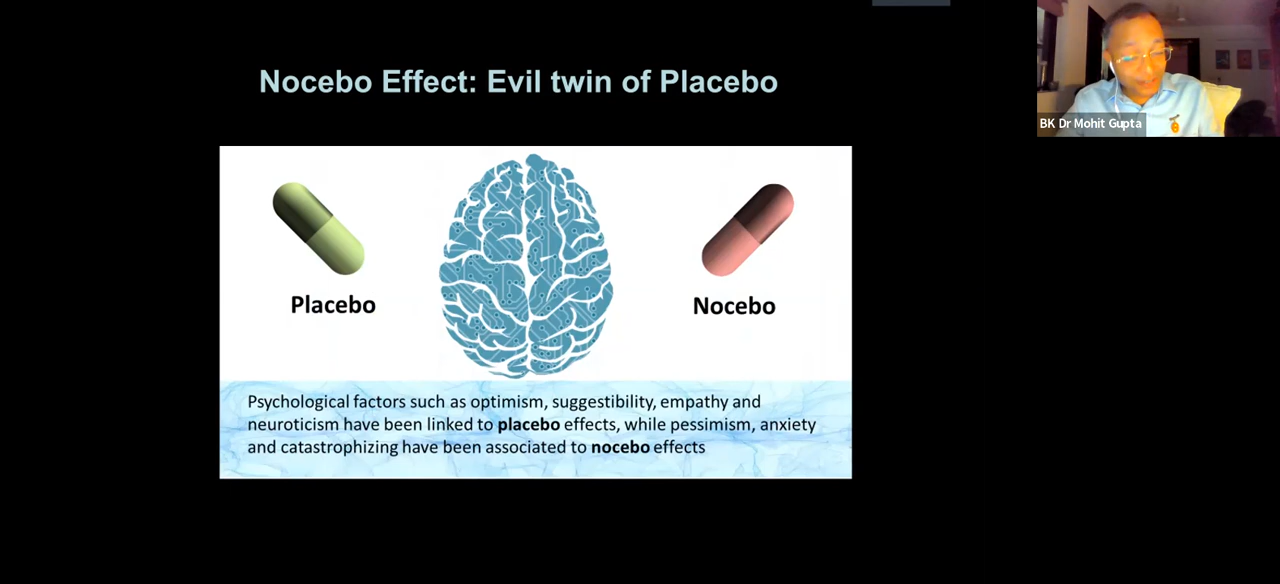 Nocebo Effect: Evil twin of Placebo
BK Dr Mohit Gupta
Placebo
Nocebo
Psychological factors such as optimism, suggestibility, empathy and
neuroticism have been linked to placebo effects, while pessimism, anxiety
and catastrophizing have been associated to nocebo effects